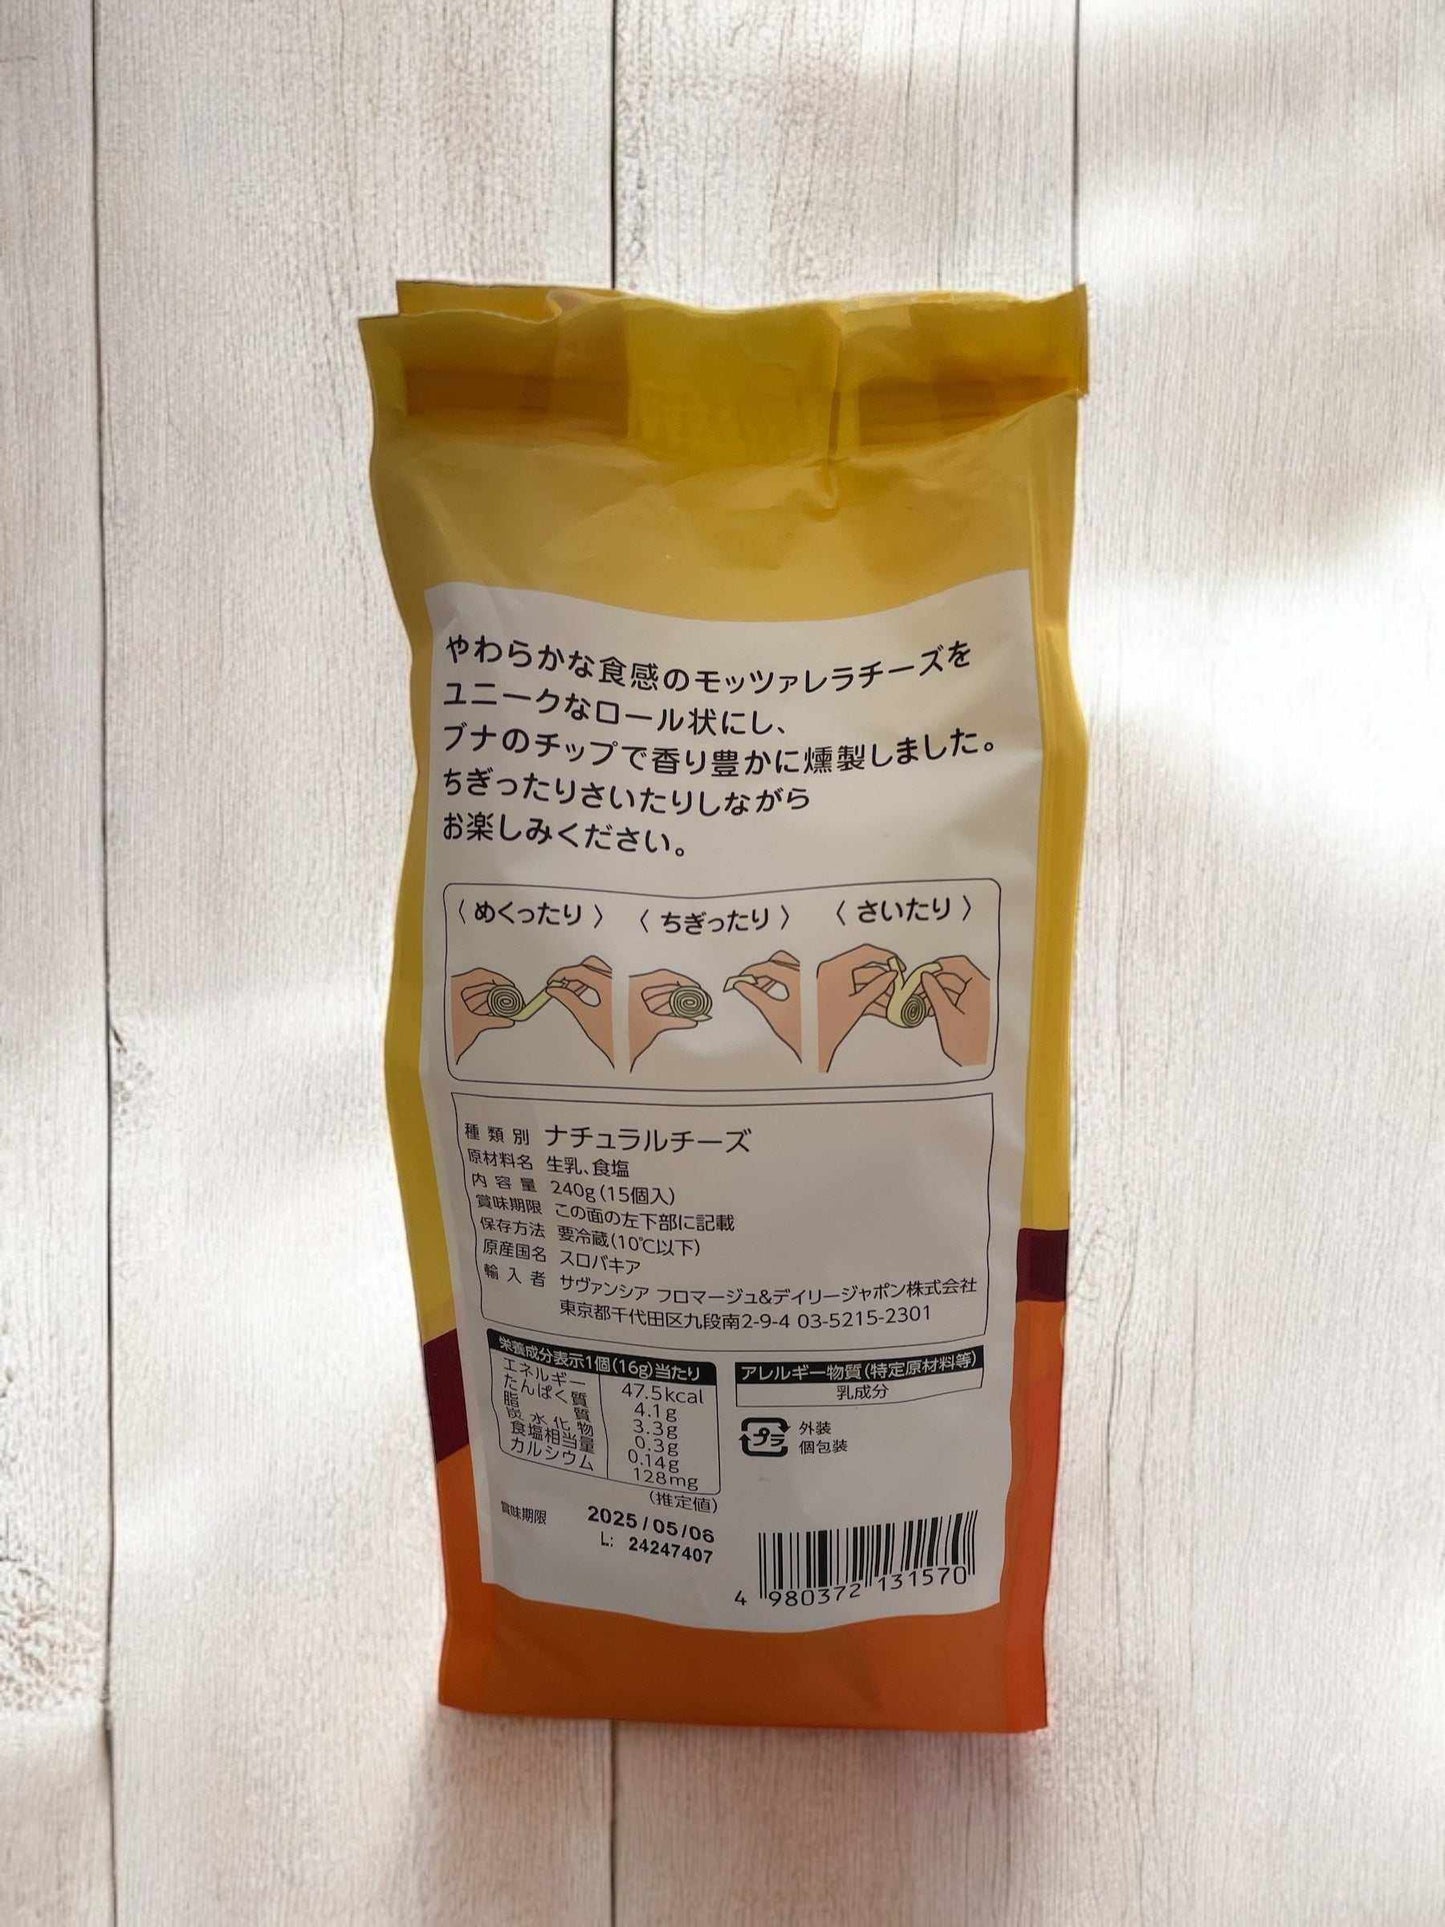 やわらかな食感のモッツァレラチーズを
ユニークなロール状にし、
ブナのチップで香り豊かに燻製しました。
ちぎったりさいたりしながら
お楽しみください。
〈めくったり〉 〈ちぎったり〉 〈さいたり〉
種類別 ナチュラルチーズ
原材料名 生乳、食塩
内容量 240g(15個入)
賞味期限 この面の左下部に記載
保存方法 要冷蔵(10℃以下)
原産国名 スロバキア
輸入者 サヴァンシア フロマージュ&デイリージャポン株式会社
東京都千代田区九段南2-9-4 03-5215-2301
栄養成分表示1個(16g)当たり
エネルギー 47.5kcal
たんぱく質 4.1g
脂質 3.3g
炭水化物 0.3g
食塩相当量 0.14g
カルシウム 128mg
(推定値)
アレルギー物質(特定原材料等)
乳成分
プラ 外装
個包装
賞味期限 2025/05/06
L: 24247407
4 980372 131570